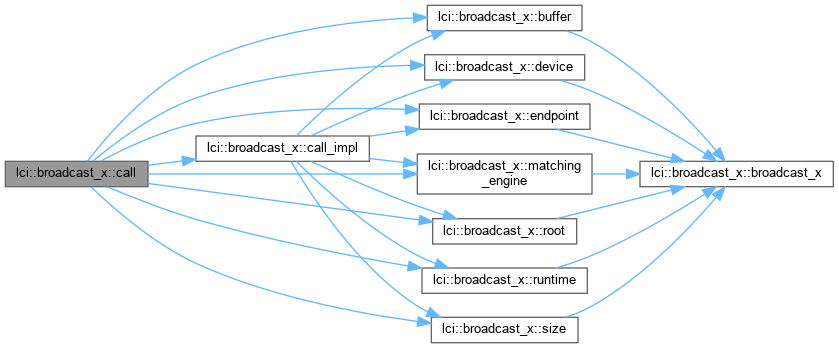 lci::broadcast_x::call
lci::broadcast_x::call_impl
lci::broadcast_x::buffer
lci::broadcast_x::device
lci::broadcast_x::endpoint
lci::broadcast_x::matching
_engine
lci::broadcast_x::root
lci::broadcast_x::runtime
lci::broadcast_x::size
lci::broadcast_x::broadcast_x